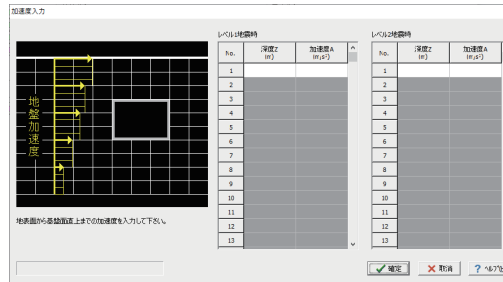 加速度入力
レベル1地震時
No.
深度Z
(m)
加速度A
(m/s²)
1
2
3
4
5
6
7
8
9
10
11
12
13
レベル2地震時
No.
深度Z
(m)
加速度A
(m/s²)
1
2
3
4
5
6
7
8
9
10
11
12
13
地盤加速度
地表面から基盤面直上までの加速度を入力して下さい。
確定
取消
? ヘルプ(